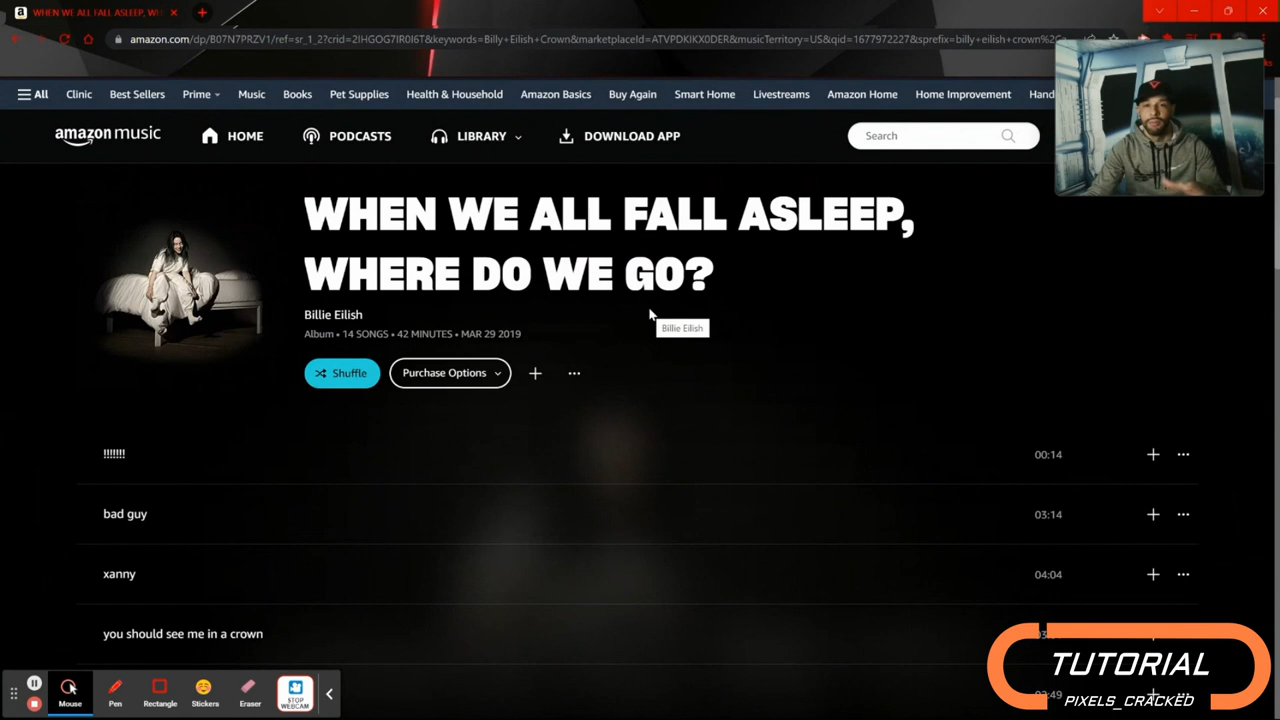 WHEN WE ALL FALL ASLEEP, W
amazon.com/dp/B07N7PRZV1/ref=sr_1_2?crid=2IHGOG7IR0I6T&keywords=Billy+Eilish+Crown&marketplaceId=ATVPDKIKX0DER&musicTerritory=US&qid=1677972227&sprefix=billy+eilish+crown%2C
All Clinic Best Sellers Prime Music Books Pet Supplies Health & Household Amazon Basics Buy Again Smart Home Livestreams Amazon Home Home Improvement Hand
amazon music HOME PODCASTS LIBRARY DOWNLOAD APP Search
WHEN WE ALL FALL ASLEEP,
WHERE DO WE GO?
Billie Eilish
Billie Eilish
Album • 14 SONGS • 42 MINUTES • MAR 29 2019
Shuffle Purchase Options
!!!!!!! 00:14
bad guy 03:14
xanny 04:04
you should see me in a crown
TUTORIAL
PIXELS_CRACKED
Mouse Pen Rectangle Stickers Eraser STOP WEBCAM